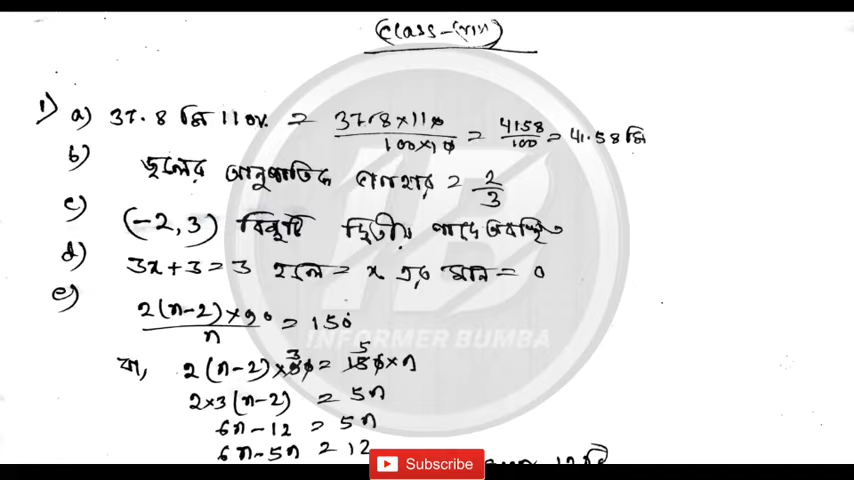 Class-
1) a) 37.8 মি 110%. = 37.8×110/100×10 = 4158/100 = 41.58 মি
b) জলের আনুপাতিক = 2/3
c) (-2, 3) বিন্দুটি দ্বিতীয় পাদে অবস্থিত
d) 3x+3=3 হলে = x এর মান = 0
e) 2(n-2)×90/n = 150
বা, 2(n-2)×90 = 150×n
2×3(n-2) = 5n
6n-12 = 5n
6n-5n = 12
INFORMER BUMBA
Subscribe